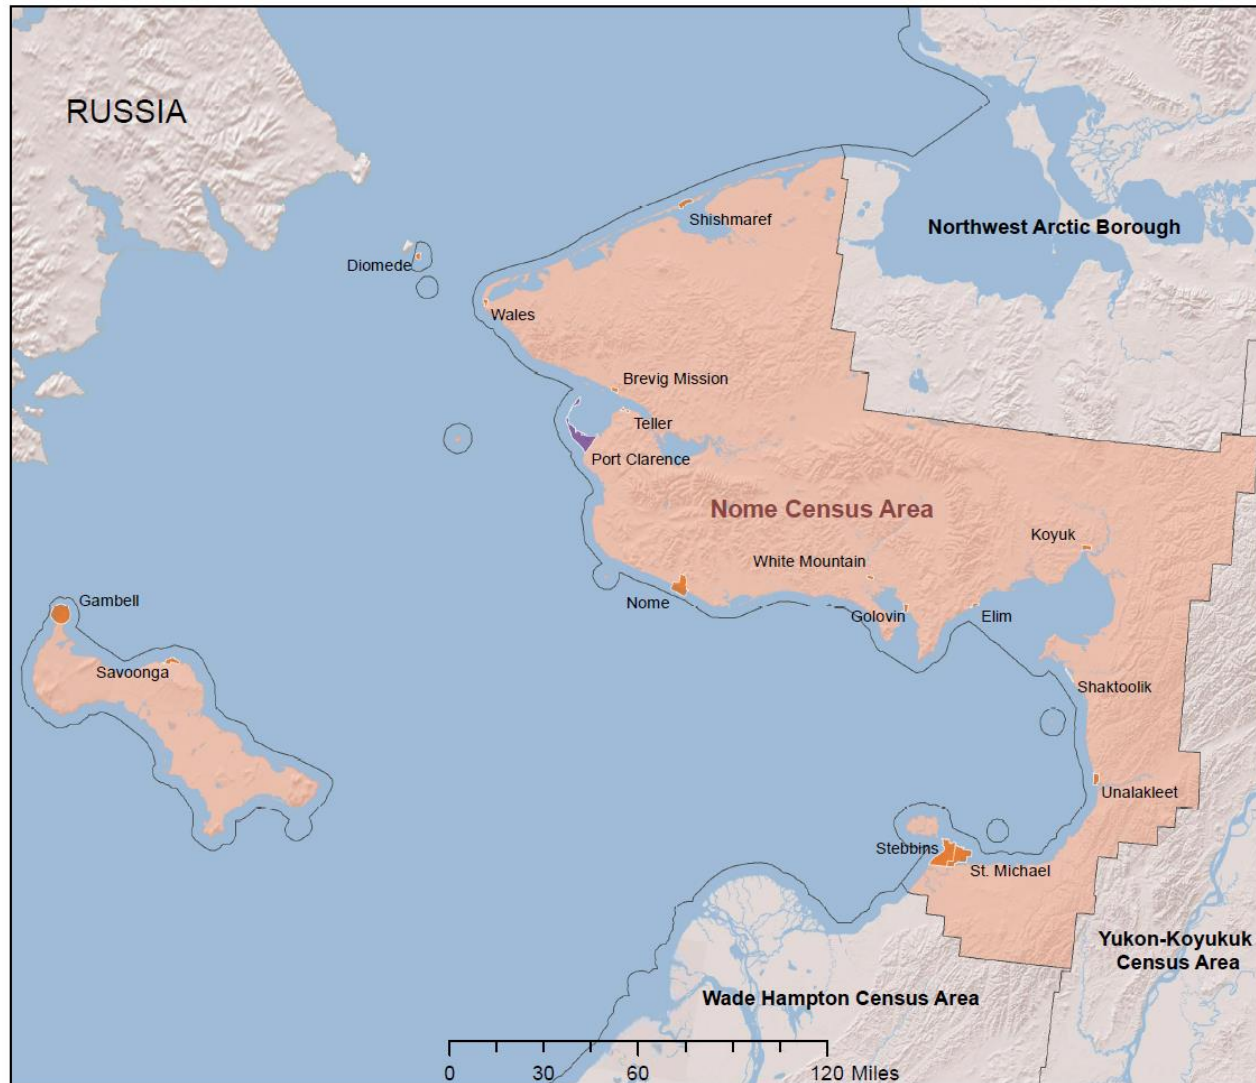 RUSSIA
Northwest Arctic Borough
Shishmaref
Diomede
Wales
Brevig Mission
Teller
Port Clarence
Nome Census Area
Koyuk
White Mountain
Gambell
Nome
Golovin
Elim
Savoonga
Shaktoolik
Unalakleet
Stebbins
St. Michael
Yukon-Koyukuk
Census Area
Wade Hampton Census Area
0 30 60 120 Miles